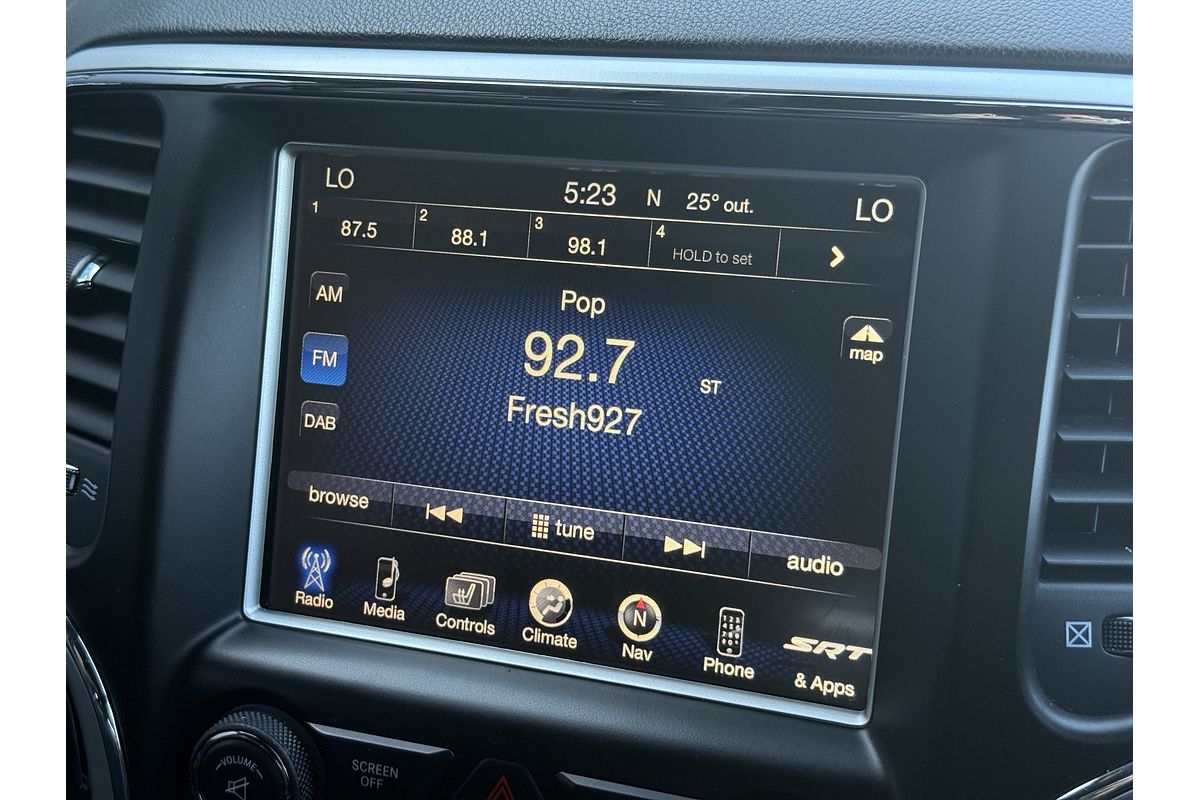 LO 5:23 N 25° out. LO
1 87.5 2 88.1 3 98.1 4 HOLD to set
AM
Pop
map
FM
92.7 ST
Fresh927
DAB
browse tune audio
Radio Media Controls Climate N Nav Phone SRT
& Apps
VOLUME
SCREEN
OFF